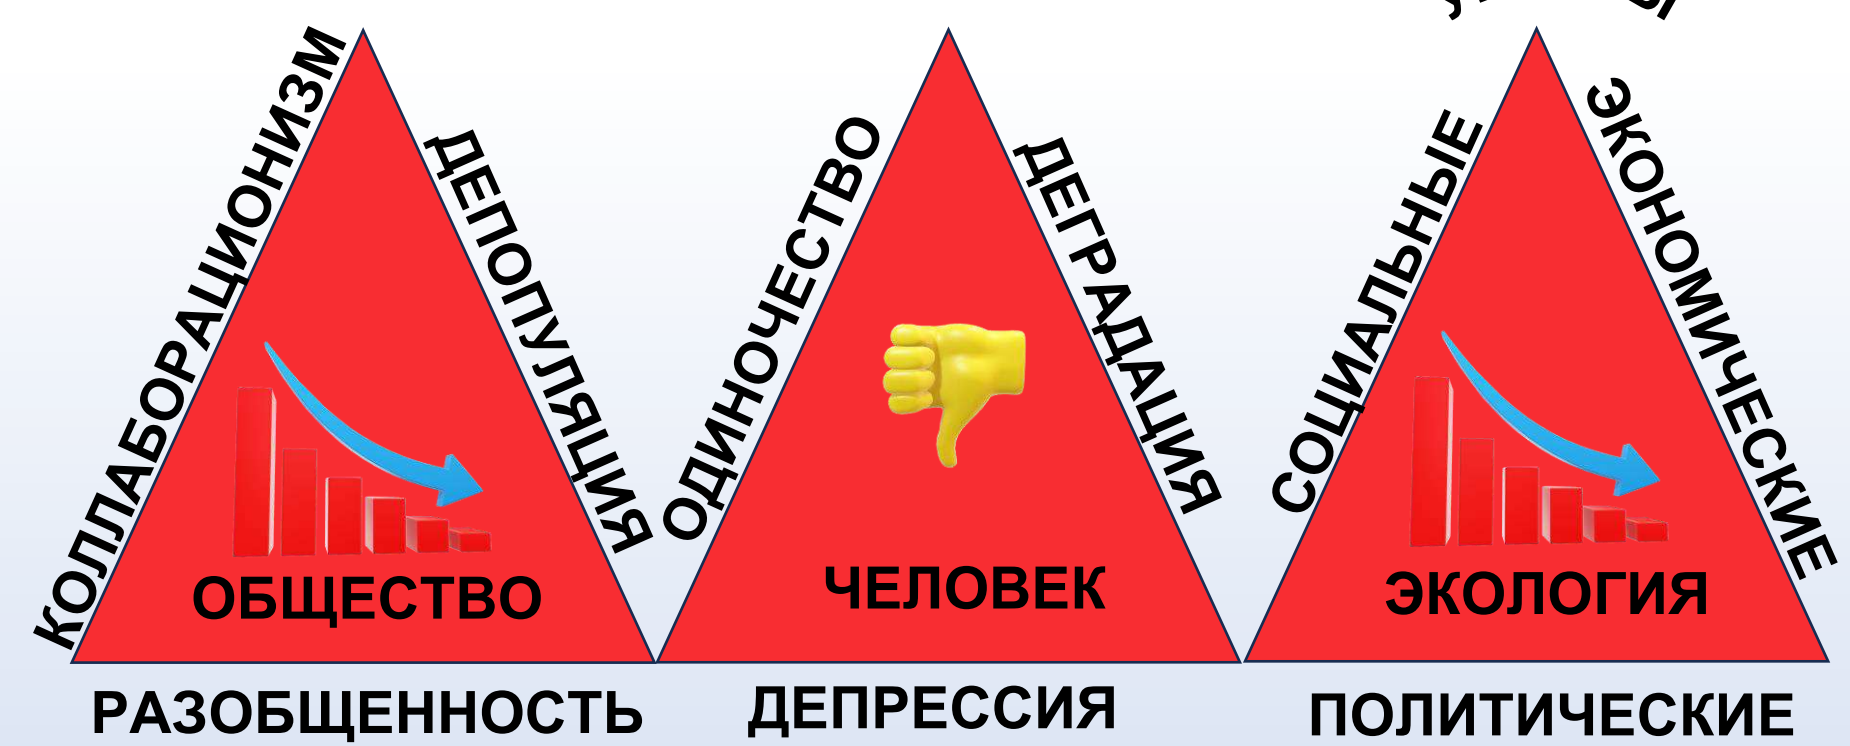 КОЛЛАБОРАЦИОНИЗМ
ДЕПОПУЛЯЦИЯ
ОБЩЕСТВО
РАЗОБЩЕННОСТЬ
ОДИНОЧЕСТВО
ДЕГРАДАЦИЯ
ЧЕЛОВЕК
ДЕПРЕССИЯ
СОЦИАЛЬНЫЕ
ЭКОНОМИЧЕСКИЕ
ЭКОЛОГИЯ
ПОЛИТИЧЕСКИЕ